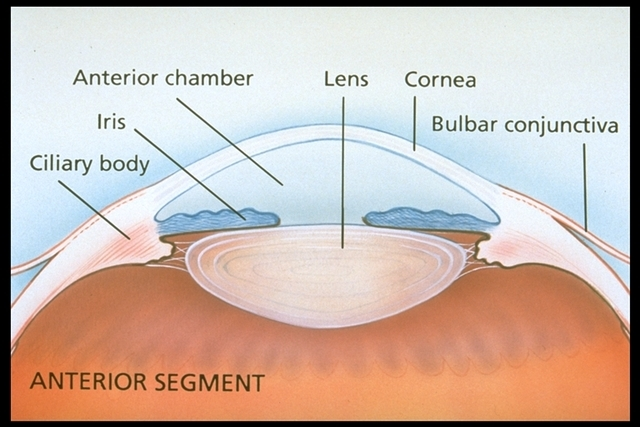 Anterior chamber
Lens
Cornea
Iris
Bulbar conjunctiva
Ciliary body
ANTERIOR SEGMENT